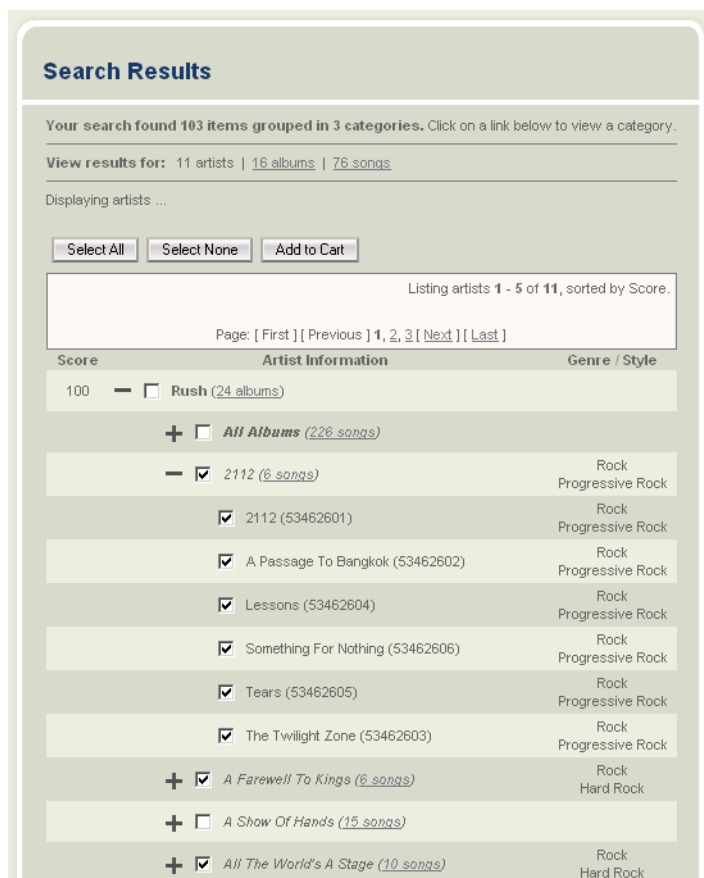 Search Results
Your search found 103 items grouped in 3 categories. Click on a link below to view a category.
View results for: 11 artists | 16 albums | 76 songs
Displaying artists ...
Select All Select None Add to Cart
Listing artists 1 - 5 of 11, sorted by Score.
Page: [ First ] [ Previous ] 1, 2, 3 [ Next ] [ Last ]
Score Artist Information Genre / Style
100 Rush (24 albums)
All Albums (226 songs)
2112 (6 songs) Rock
Progressive Rock
2112 (53462601) Rock
Progressive Rock
A Passage To Bangkok (53462602) Rock
Progressive Rock
Lessons (53462604) Rock
Progressive Rock
Something For Nothing (53462606) Rock
Progressive Rock
Tears (53462605) Rock
Progressive Rock
The Twilight Zone (53462603) Rock
Progressive Rock
A Farewell To Kings (6 songs) Rock
Hard Rock
A Show Of Hands (15 songs)
All The World's A Stage (10 songs) Rock
Hard Rock